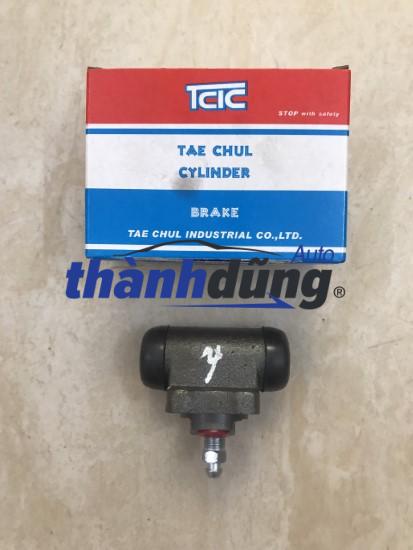 TCIC
STOP with safety
TAE CHUL
CYLINDER
BRAKE
TAE CHUL INDUSTRIAL CO.,LTD.
Auto
thànhdũng®